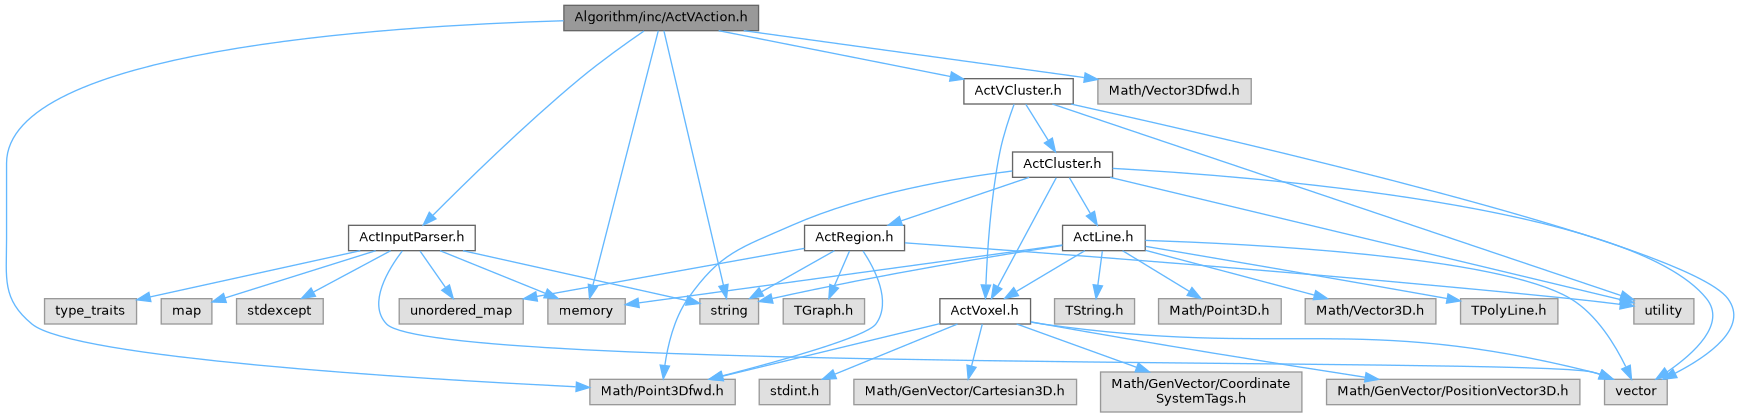 Algorithm/inc/ActVAction.h
ActVCluster.h
Math/Vector3Dfwd.h
ActCluster.h
ActInputParser.h
ActRegion.h
ActLine.h
type_traits
map
stdexcept
unordered_map
memory
string
TGraph.h
ActVoxel.h
TString.h
Math/Point3D.h
Math/Vector3D.h
TPolyLine.h
utility
Math/Point3Dfwd.h
stdint.h
Math/GenVector/Cartesian3D.h
Math/GenVector/Coordinate
SystemTags.h
Math/GenVector/PositionVector3D.h
vector